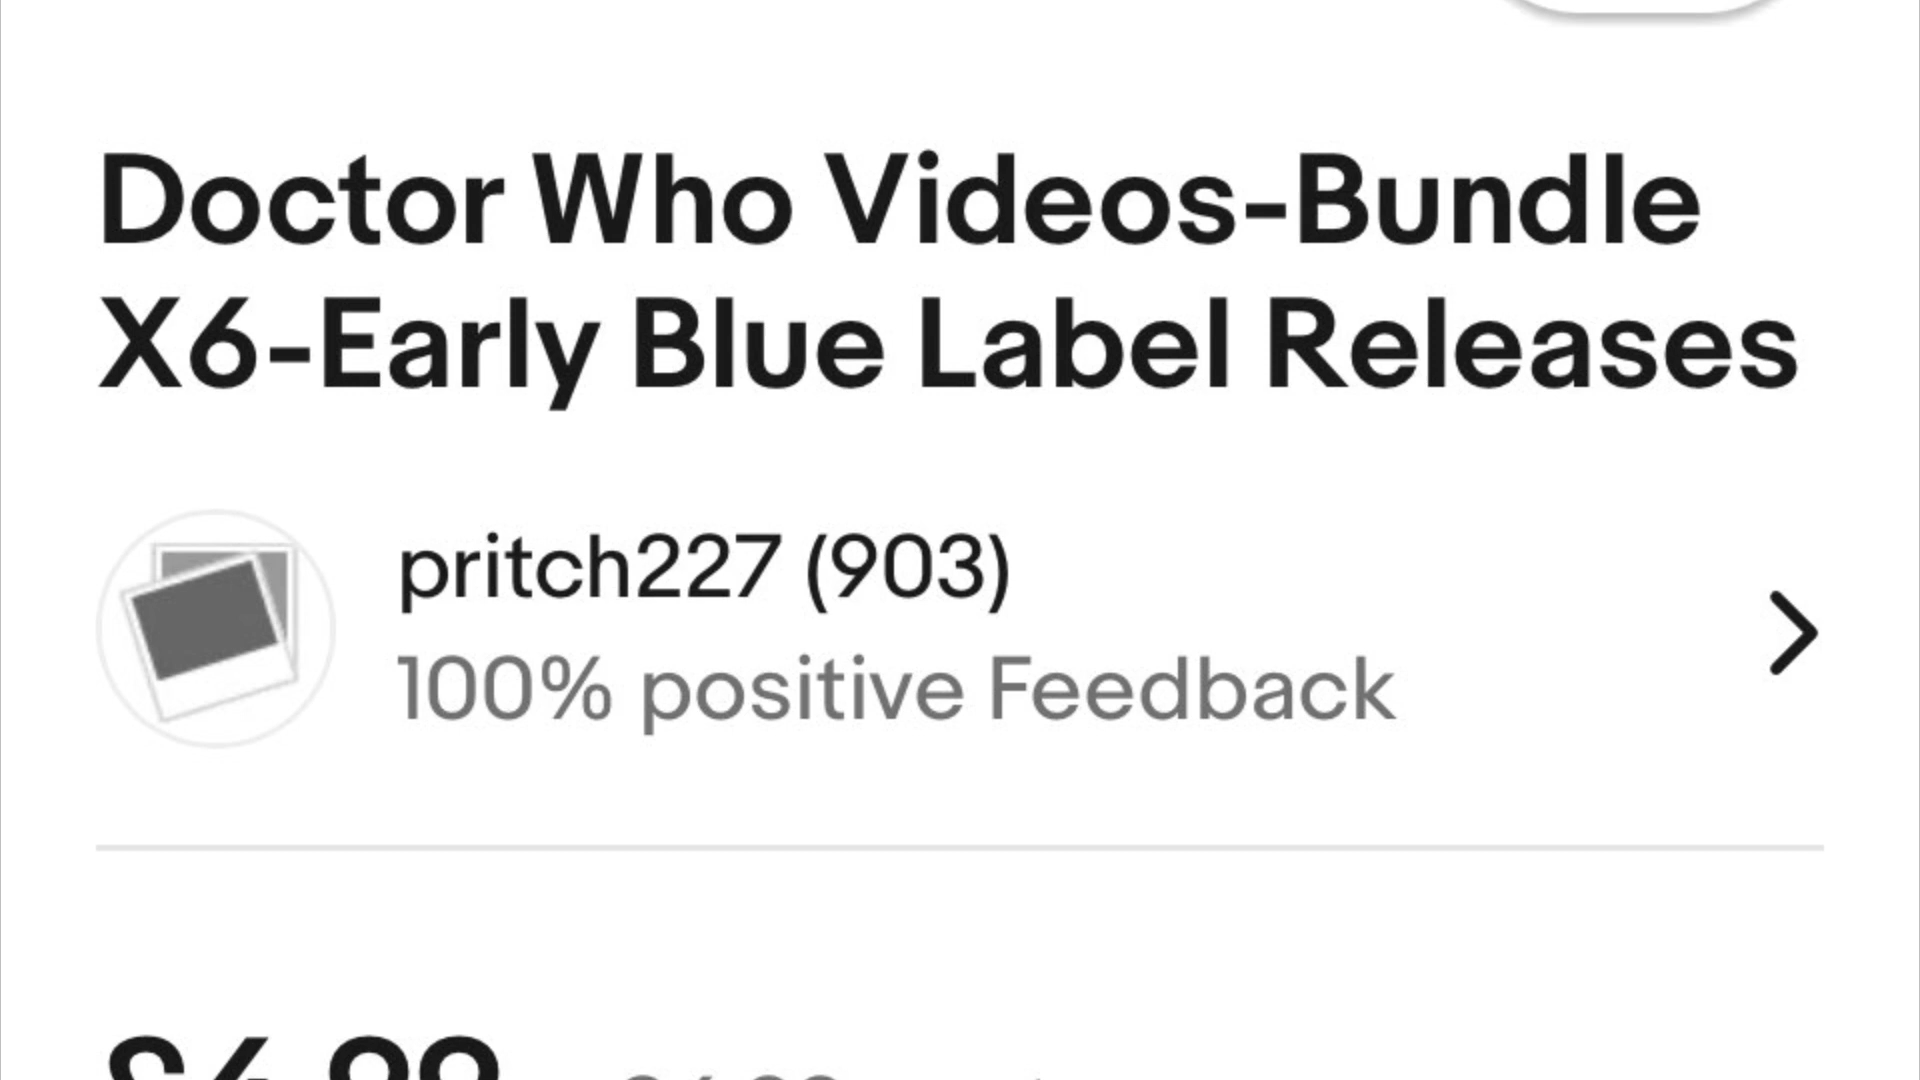 Doctor Who Videos-Bundle
X6-Early Blue Label Releases
pritch227 (903)
100% positive Feedback